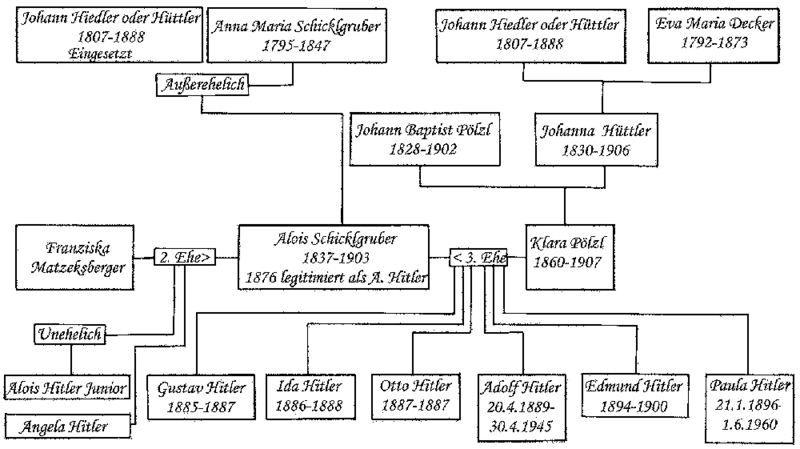 Johann Hiedler oder Hüttler
1807-1888
Eingesetzt
Anna Maria Schicklgruber
1795-1847
Johann Hiedler oder Hüttler
1807-1888
Eva Maria Decker
1792-1873
Außerehelich
Johann Baptist Pölzl
1828-1902
Johanna Hüttler
1830-1906
Franziska
Matzeksberger
2. Ehe>
Alois Schicklgruber
1837-1903
1876 legitimiert als A. Hitler
< 3. Ehe
Klara Pölzl
1860-1907
Unehelich
Alois Hitler Junior
Angela Hitler
Gustav Hitler
1885-1887
Ida Hitler
1886-1888
Otto Hitler
1887-1887
Adolf Hitler
20.4.1889-
30.4.1945
Edmund Hitler
1894-1900
Paula Hitler
21.1.1896-
1.6.1960